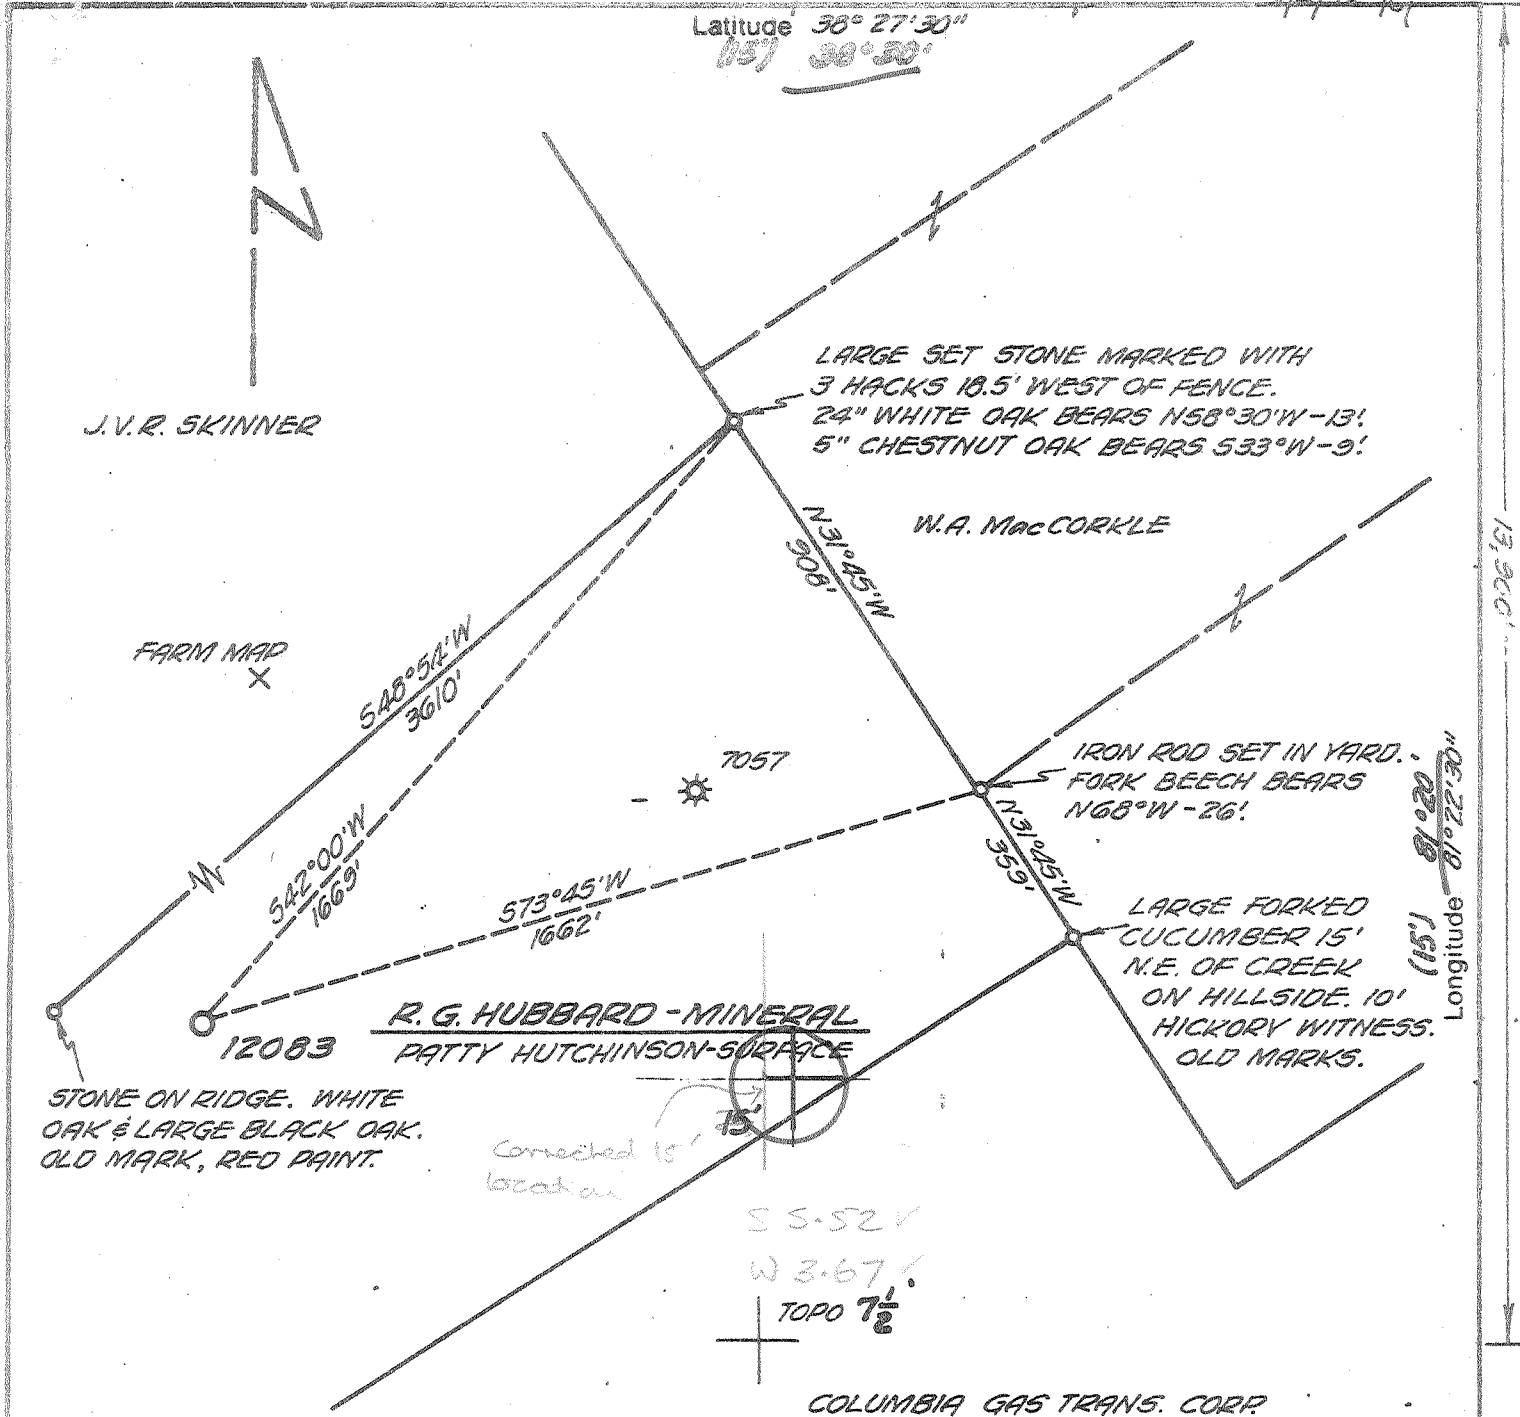 Latitude 38° 27' 30"
(15') 38° 30'
LARGE SET STONE MARKED WITH
3 HACKS 18.5' WEST OF FENCE.
24" WHITE OAK BEARS N58°30'W-13'.
5" CHESTNUT OAK BEARS S33°W-9'.
J.V.R. SKINNER
W.A. MacCORKLE
N31°45'W
908'
13,900'
FARM MAP
S48°54'W
3610'
7057
IRON ROD SET IN YARD.
FORK BEECH BEARS
N68°W-26'.
Longitude 81° 22' 30"
(15') 81° 20'
N31°45'W
359'
S42°00'W
1669'
S73°45'W
1662'
LARGE FORKED
CUCUMBER 15'
N.E. OF CREEK
ON HILLSIDE. 10'
HICKORY WITNESS.
OLD MARKS.
12083
R.G. HUBBARD-MINERAL
PATTY HUTCHINSON-SURFACE
STONE ON RIDGE. WHITE
OAK & LARGE BLACK OAK.
OLD MARK, RED PAINT.
15'
Corrected 15'
location
S 5.52 ✓
W 3.67 ✓
TOPO 7½'
COLUMBIA GAS TRANS. CORP.